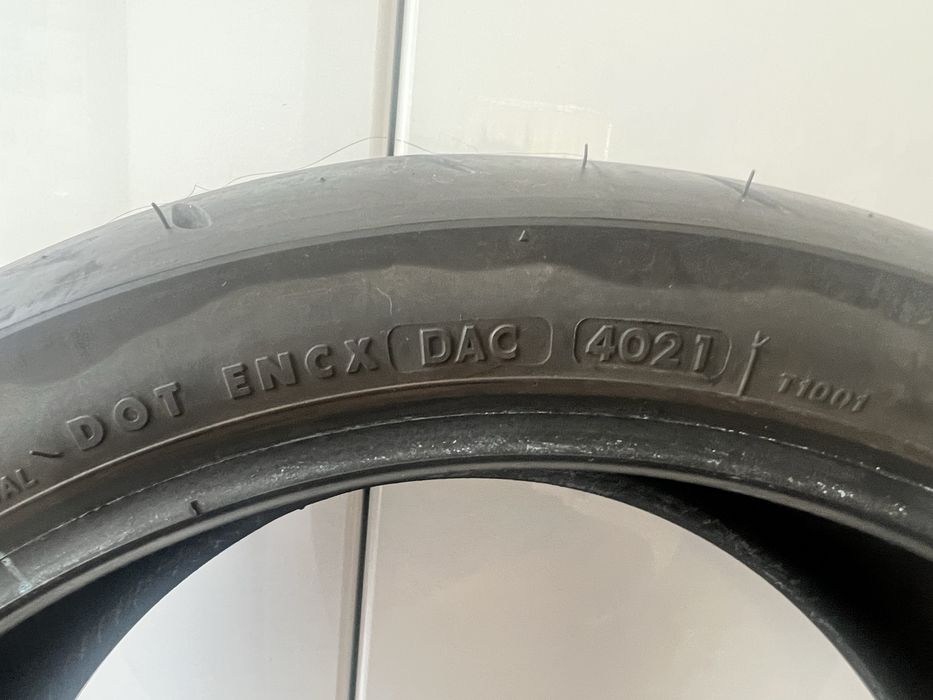 DOT ENCX DAC 4021 T1001